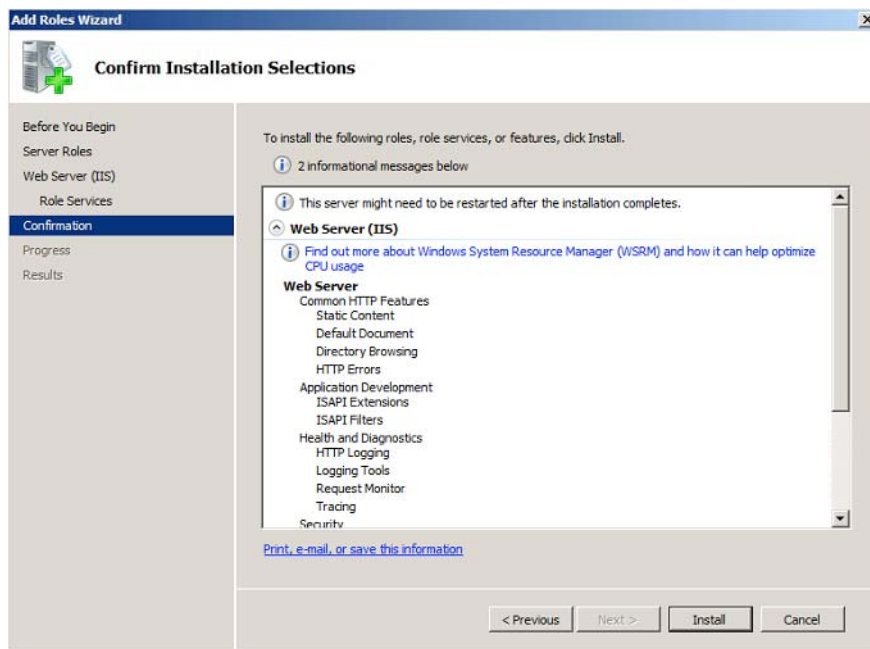 Add Roles Wizard
Confirm Installation Selections
Before You Begin
Server Roles
Web Server (IIS)
Role Services
Confirmation
Progress
Results
To install the following roles, role services, or features, click Install.
2 informational messages below
This server might need to be restarted after the installation completes.
Web Server (IIS)
Find out more about Windows System Resource Manager (WSRM) and how it can help optimize
CPU usage
Web Server
Common HTTP Features
Static Content
Default Document
Directory Browsing
HTTP Errors
Application Development
ISAPI Extensions
ISAPI Filters
Health and Diagnostics
HTTP Logging
Logging Tools
Request Monitor
Tracing
Security
Print, e-mail, or save this information
< Previous
Next >
Install
Cancel